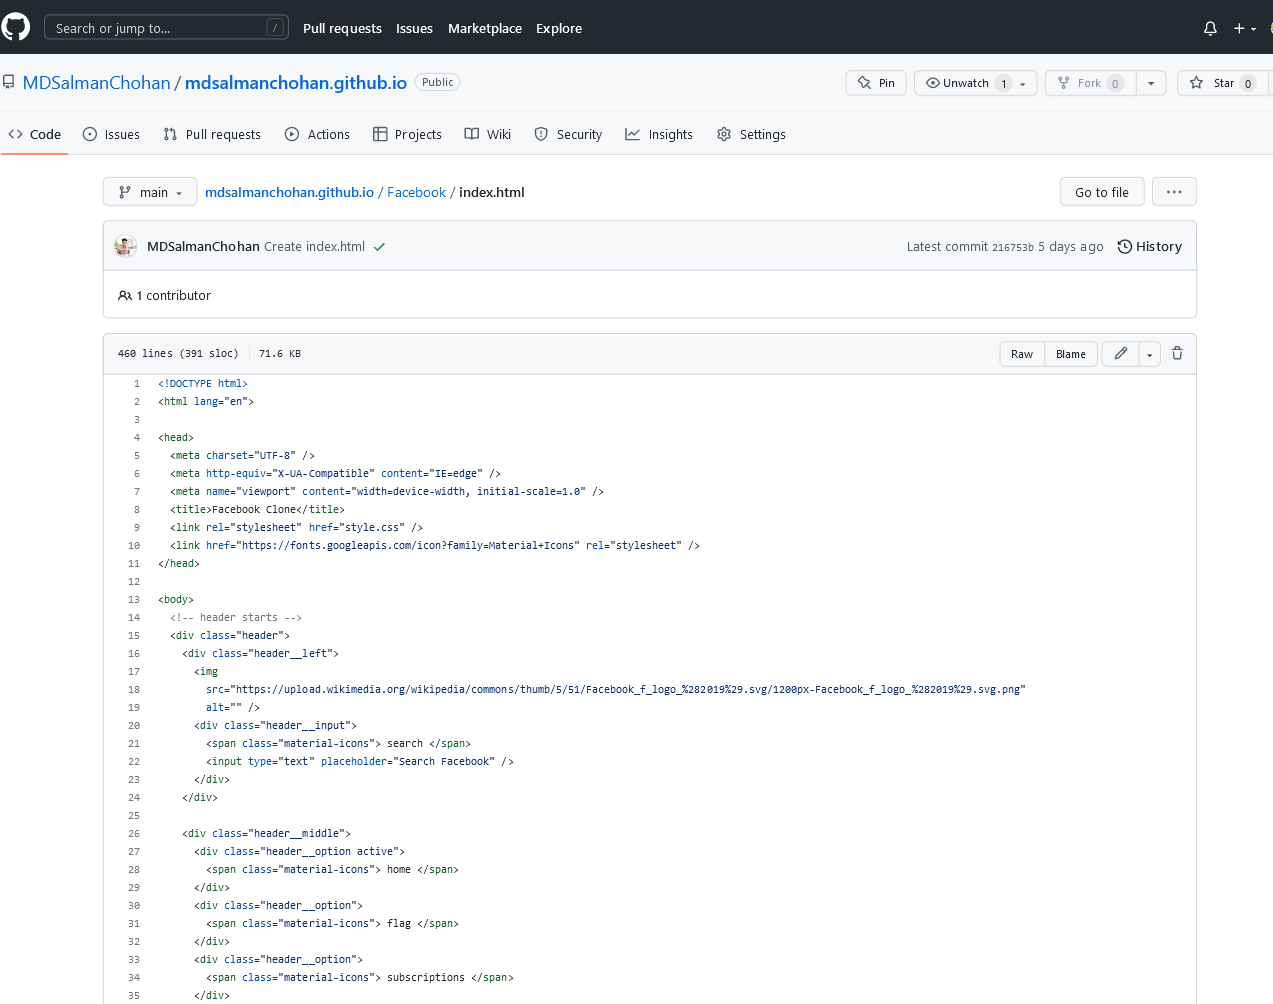 Search or jump to... /
Pull requests Issues Marketplace Explore
MDSalmanChohan / mdsalmanchohan.github.io Public
Pin Unwatch 1 Fork 0 Star 0
Code Issues Pull requests Actions Projects Wiki Security Insights Settings
main mdsalmanchohan.github.io / Facebook / index.html Go to file ...
MDSalmanChohan Create index.html Latest commit 216753b 5 days ago History
1 contributor
460 lines (391 sloc) 71.6 KB Raw Blame
1 <!DOCTYPE html>
2 <html lang="en">
3
4 <head>
5 <meta charset="UTF-8" />
6 <meta http-equiv="X-UA-Compatible" content="IE=edge" />
7 <meta name="viewport" content="width=device-width, initial-scale=1.0" />
8 <title>Facebook Clone</title>
9 <link rel="stylesheet" href="style.css" />
10 <link href="https://fonts.googleapis.com/icon?family=Material+Icons" rel="stylesheet" />
11 </head>
12
13 <body>
14 <!-- header starts -->
15 <div class="header">
16 <div class="header__left">
17 <img
18 src="https://upload.wikimedia.org/wikipedia/commons/thumb/5/51/Facebook_f_logo_%282019%29.svg/1200px-Facebook_f_logo_%282019%29.svg.png"
19 alt="" />
20 <div class="header__input">
21 <span class="material-icons"> search </span>
22 <input type="text" placeholder="Search Facebook" />
23 </div>
24 </div>
25
26 <div class="header__middle">
27 <div class="header__option active">
28 <span class="material-icons"> home </span>
29 </div>
30 <div class="header__option">
31 <span class="material-icons"> flag </span>
32 </div>
33 <div class="header__option">
34 <span class="material-icons"> subscriptions </span>
35 </div>